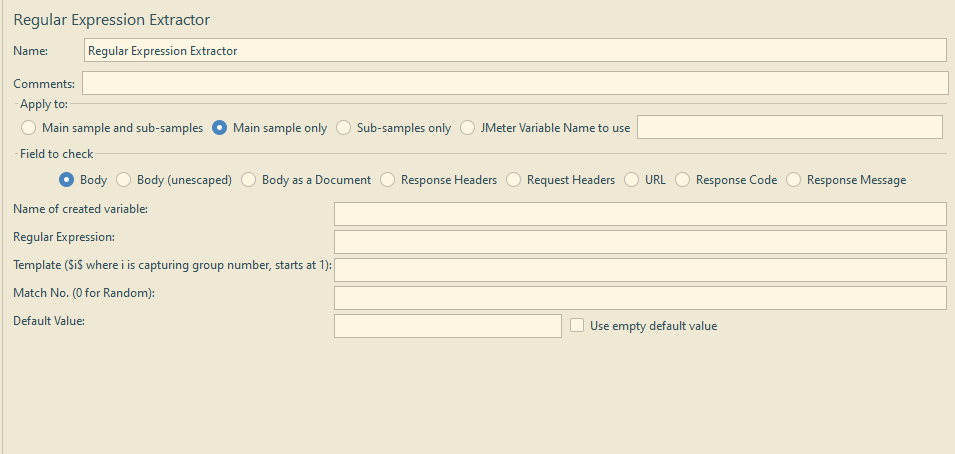 Regular Expression Extractor
Name: Regular Expression Extractor
Comments:
Apply to:
Main sample and sub-samples Main sample only Sub-samples only JMeter Variable Name to use
Field to check
Body Body (unescaped) Body as a Document Response Headers Request Headers URL Response Code Response Message
Name of created variable:
Regular Expression:
Template ($i$ where i is capturing group number, starts at 1):
Match No. (0 for Random):
Default Value: Use empty default value